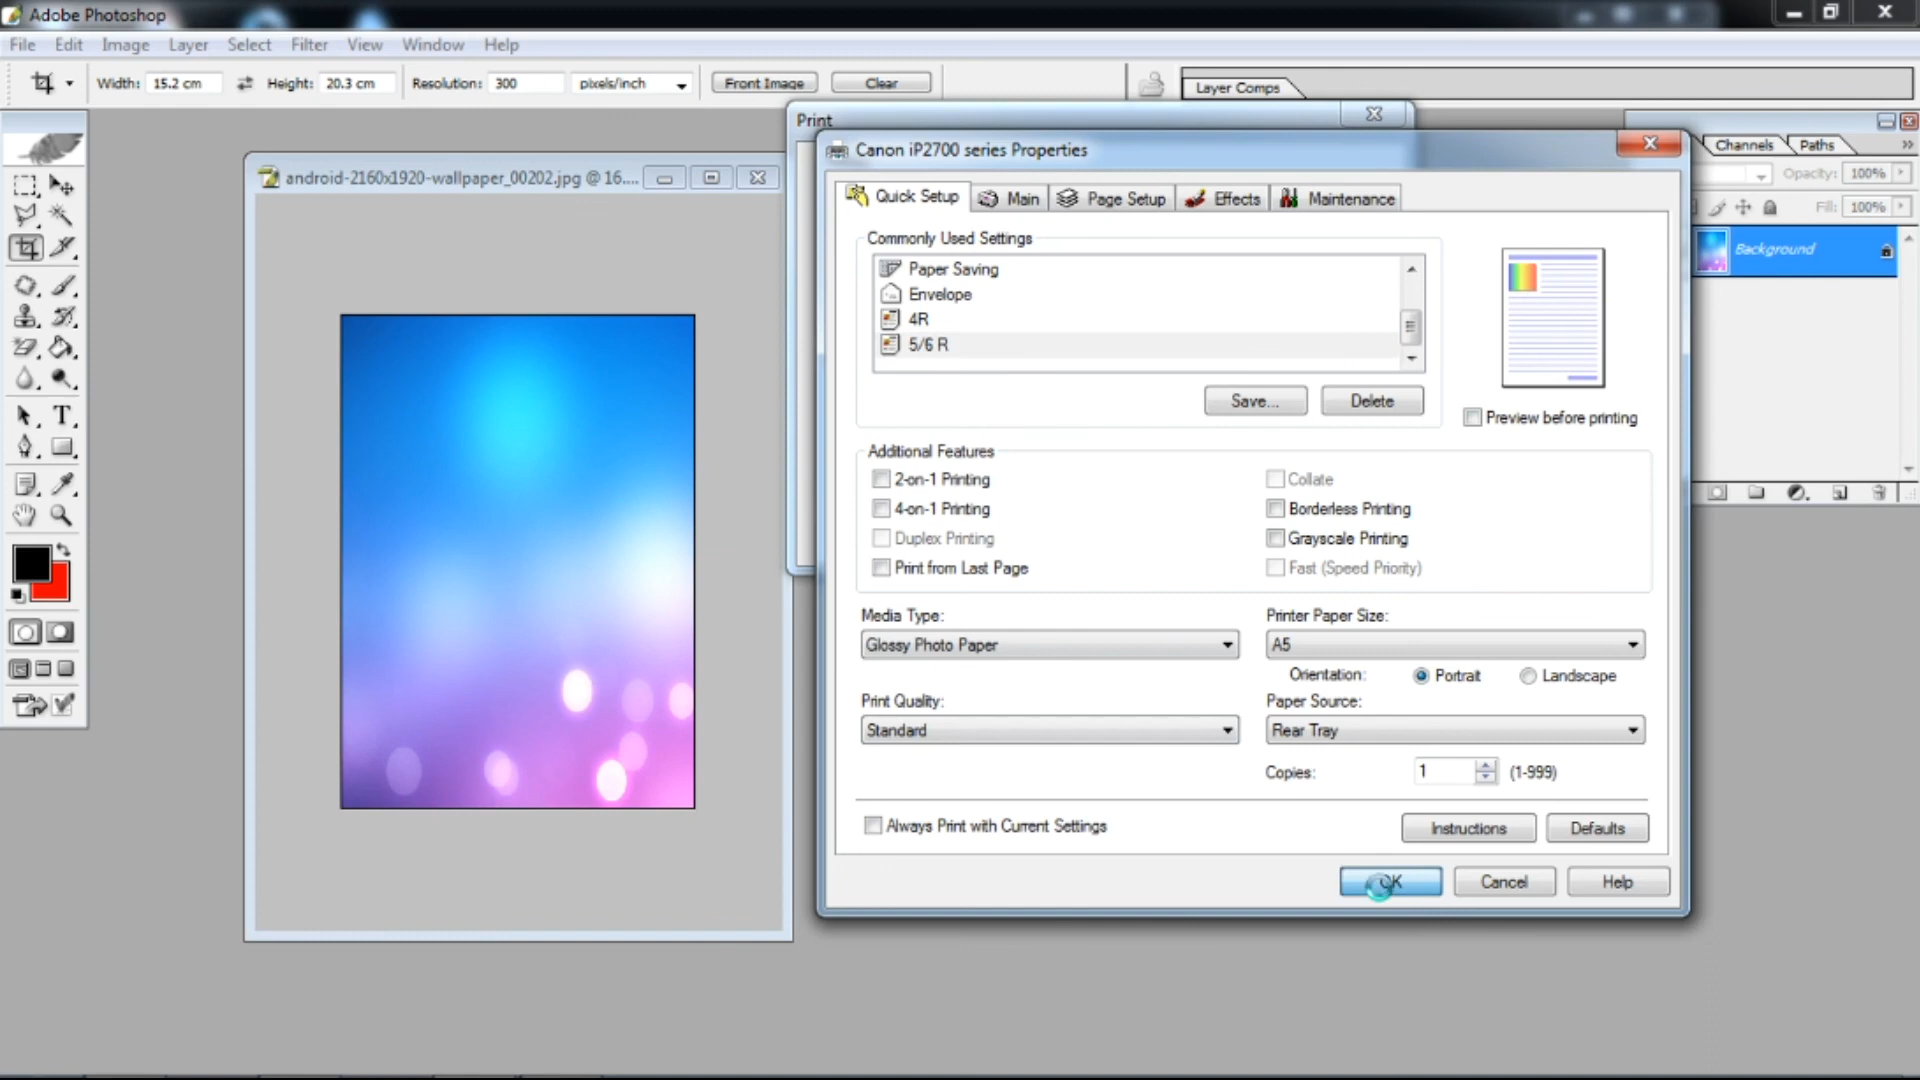 Adobe Photoshop
File Edit Image Layer Select Filter View Window Help
Width: 15.2 cm Height: 20.3 cm Resolution: 300 pixels/inch Front Image Clear
Layer Comps
Print
Canon iP2700 series Properties
Channels Paths
android-2160x1920-wallpaper_00202.jpg @ 16....
Opacity: 100%
Quick Setup Main Page Setup Effects Maintenance
Fill: 100%
Commonly Used Settings
Background
Paper Saving
Envelope
4R
5/6 R
Save... Delete
Preview before printing
Additional Features
2-on-1 Printing Collate
4-on-1 Printing Borderless Printing
Duplex Printing Grayscale Printing
Print from Last Page Fast (Speed Priority)
Media Type: Printer Paper Size:
Glossy Photo Paper A5
Orientation: Portrait Landscape
Print Quality: Paper Source:
Standard Rear Tray
Copies: 1 (1-999)
Always Print with Current Settings Instructions Defaults
OK Cancel Help